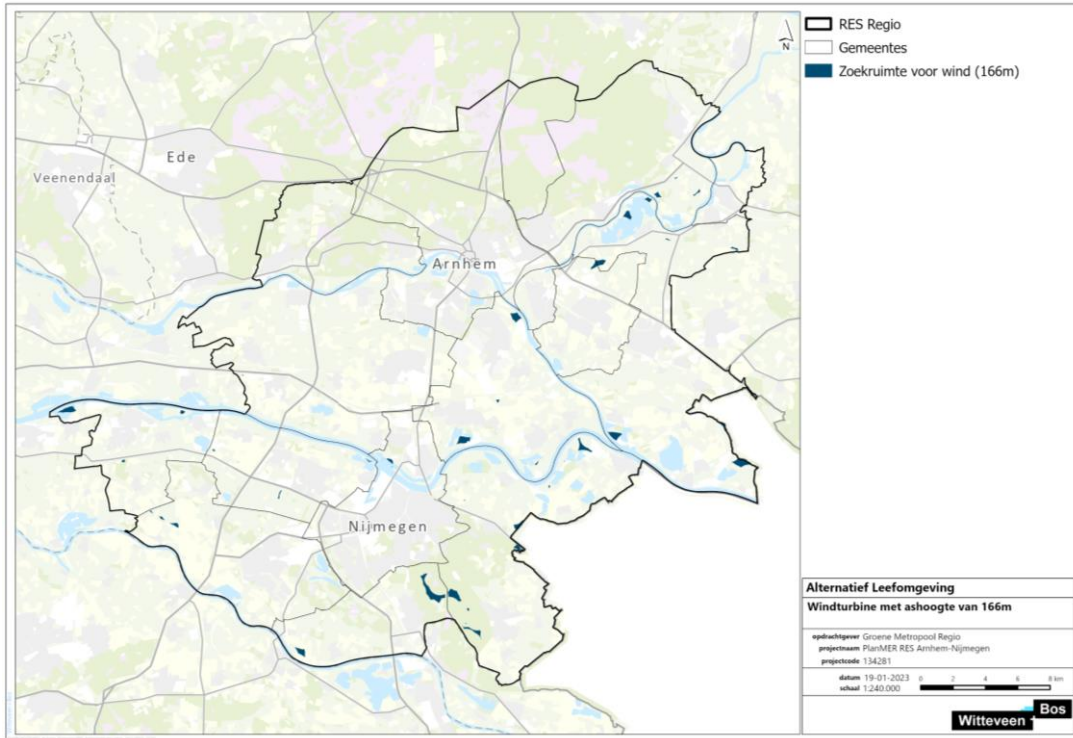 RES Regio
Gemeentes
Zoekruimte voor wind (166m)
N
Ede
Veenendaal
Arnhem
Nijmegen
Alternatief Leefomgeving
Windturbine met ashoogte van 166m
opdrachtgever Groene Metropool Regio
projectnaam PlanMER RES Arnhem-Nijmegen
projectcode 134281
datum 19-01-2023
0 2 4 6 8 km
schaal 1:240.000
Witteveen + Bos